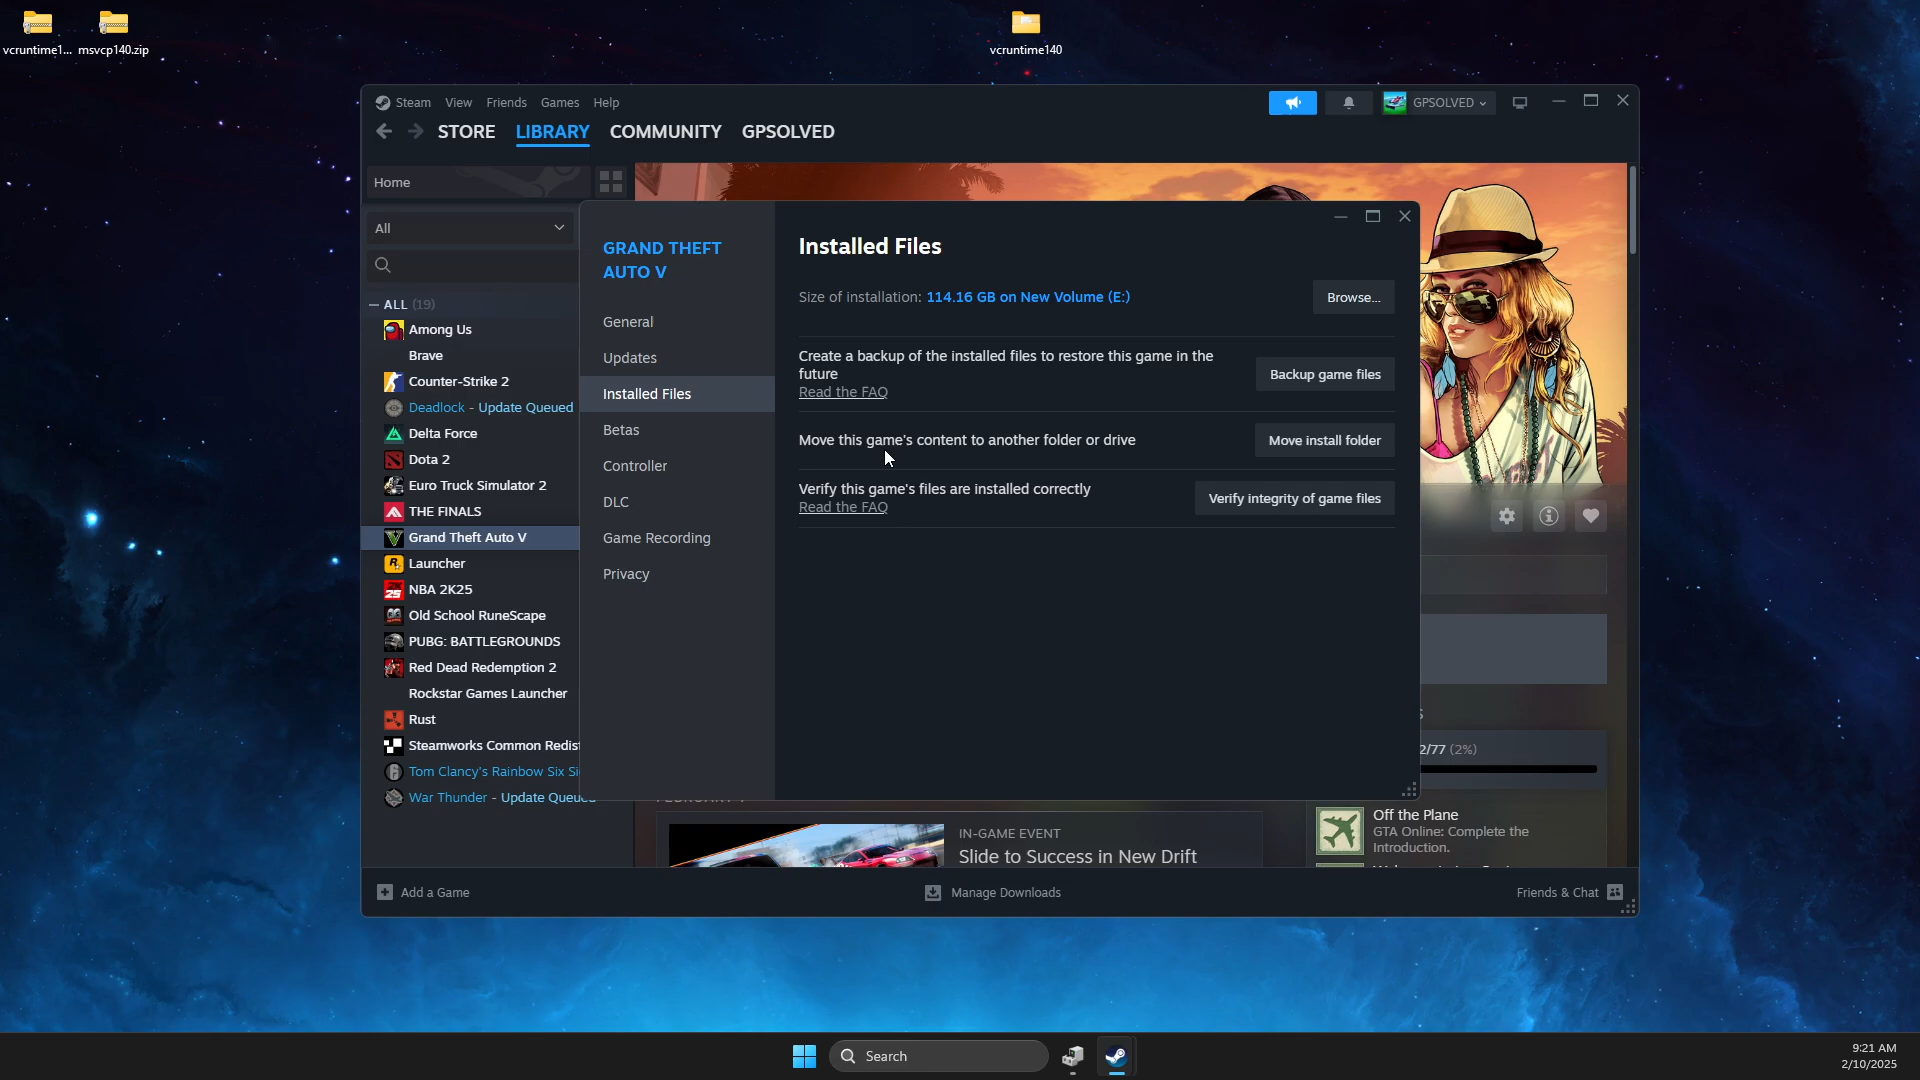 vcruntime1...
msvcp140.zip
vcruntime140
Steam
View
Friends
Games
Help
GPSOLVED
STORE
LIBRARY
COMMUNITY
GPSOLVED
Home
All
ALL (19)
Among Us
Brave
Counter-Strike 2
Deadlock - Update Queued
Delta Force
Dota 2
Euro Truck Simulator 2
THE FINALS
Grand Theft Auto V
Launcher
NBA 2K25
Old School RuneScape
PUBG: BATTLEGROUNDS
Red Dead Redemption 2
Rockstar Games Launcher
Rust
Steamworks Common Redis
Tom Clancy's Rainbow Six Si
War Thunder - Update Queued
GRAND THEFT
AUTO V
General
Updates
Installed Files
Betas
Controller
DLC
Game Recording
Privacy
Installed Files
Size of installation: 114.16 GB on New Volume (E:)
Browse...
Create a backup of the installed files to restore this game in the
future
Read the FAQ
Backup game files
Move this game's content to another folder or drive
Move install folder
Verify this game's files are installed correctly
Read the FAQ
Verify integrity of game files
2/77 (2%)
IN-GAME EVENT
Slide to Success in New Drift
Off the Plane
GTA Online: Complete the
Introduction.
Add a Game
Manage Downloads
Friends & Chat
Search
9:21 AM
2/10/2025